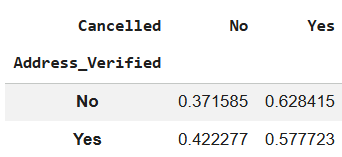 Cancelled No Yes
Address_Verified
No 0.371585 0.628415
Yes 0.422277 0.577723